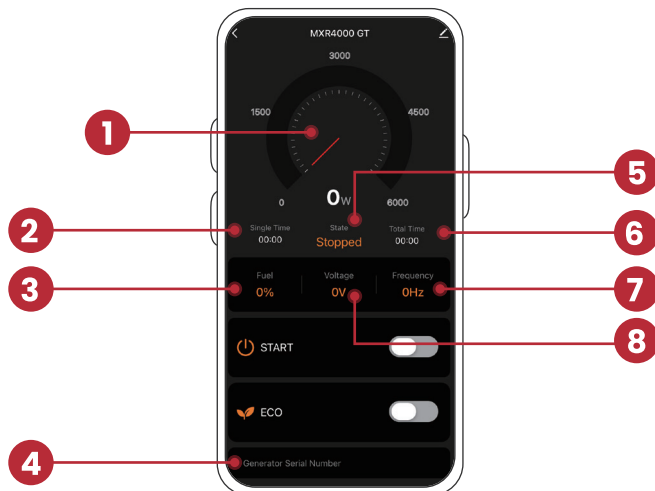 MXR4000 GT
3000
1500
4500
1
0
0W
6000
5
2
Single Time
State
Total Time
6
00:00
Stopped
00:00
3
Fuel
Voltage
Frequency
7
0%
0V
0Hz
8
START
ECO
4
Generator Serial Number